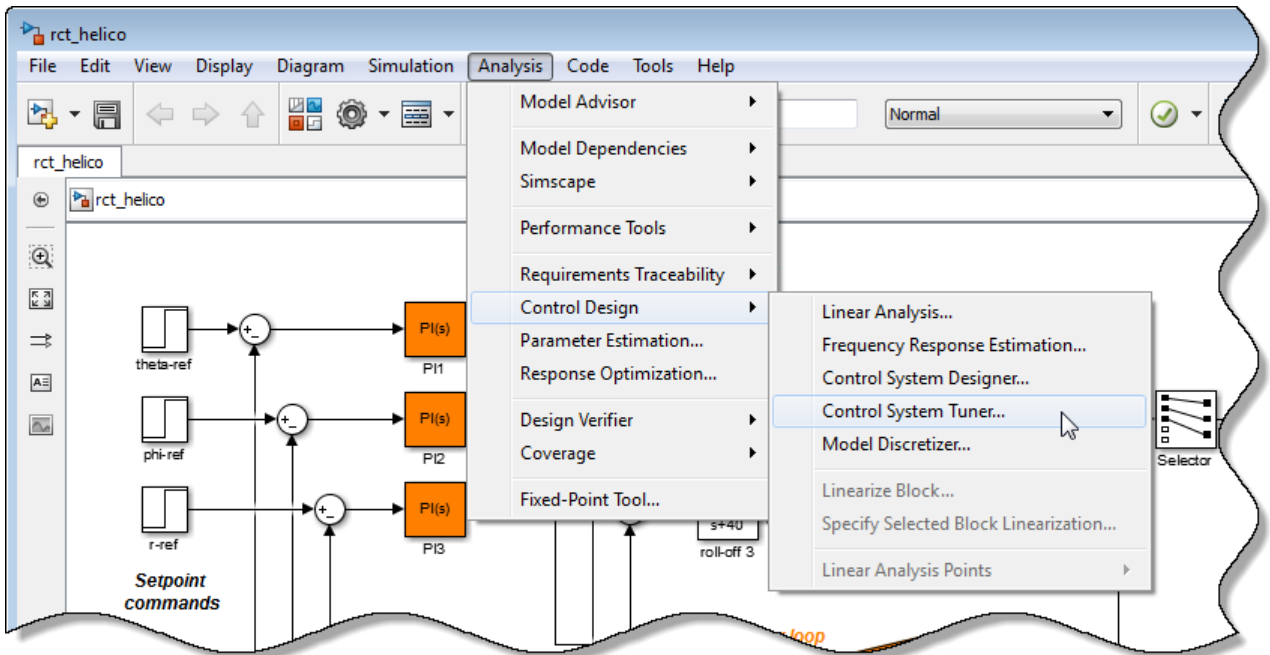 rct_helico
File Edit View Display Diagram Simulation Analysis Code Tools Help
Normal
rct_helico
rct_helico
Model Advisor
Model Dependencies
Simscape
Performance Tools
Requirements Traceability
Control Design
Parameter Estimation...
Response Optimization...
Design Verifier
Coverage
Fixed-Point Tool...
Linear Analysis...
Frequency Response Estimation...
Control System Designer...
Control System Tuner...
Model Discretizer...
Linearize Block...
Specify Selected Block Linearization...
Linear Analysis Points
theta-ref
PI(s)
PI1
phi-ref
PI(s)
PI2
r-ref
PI(s)
PI3
s+40
roll-off 3
Selector
Setpoint
commands
loop